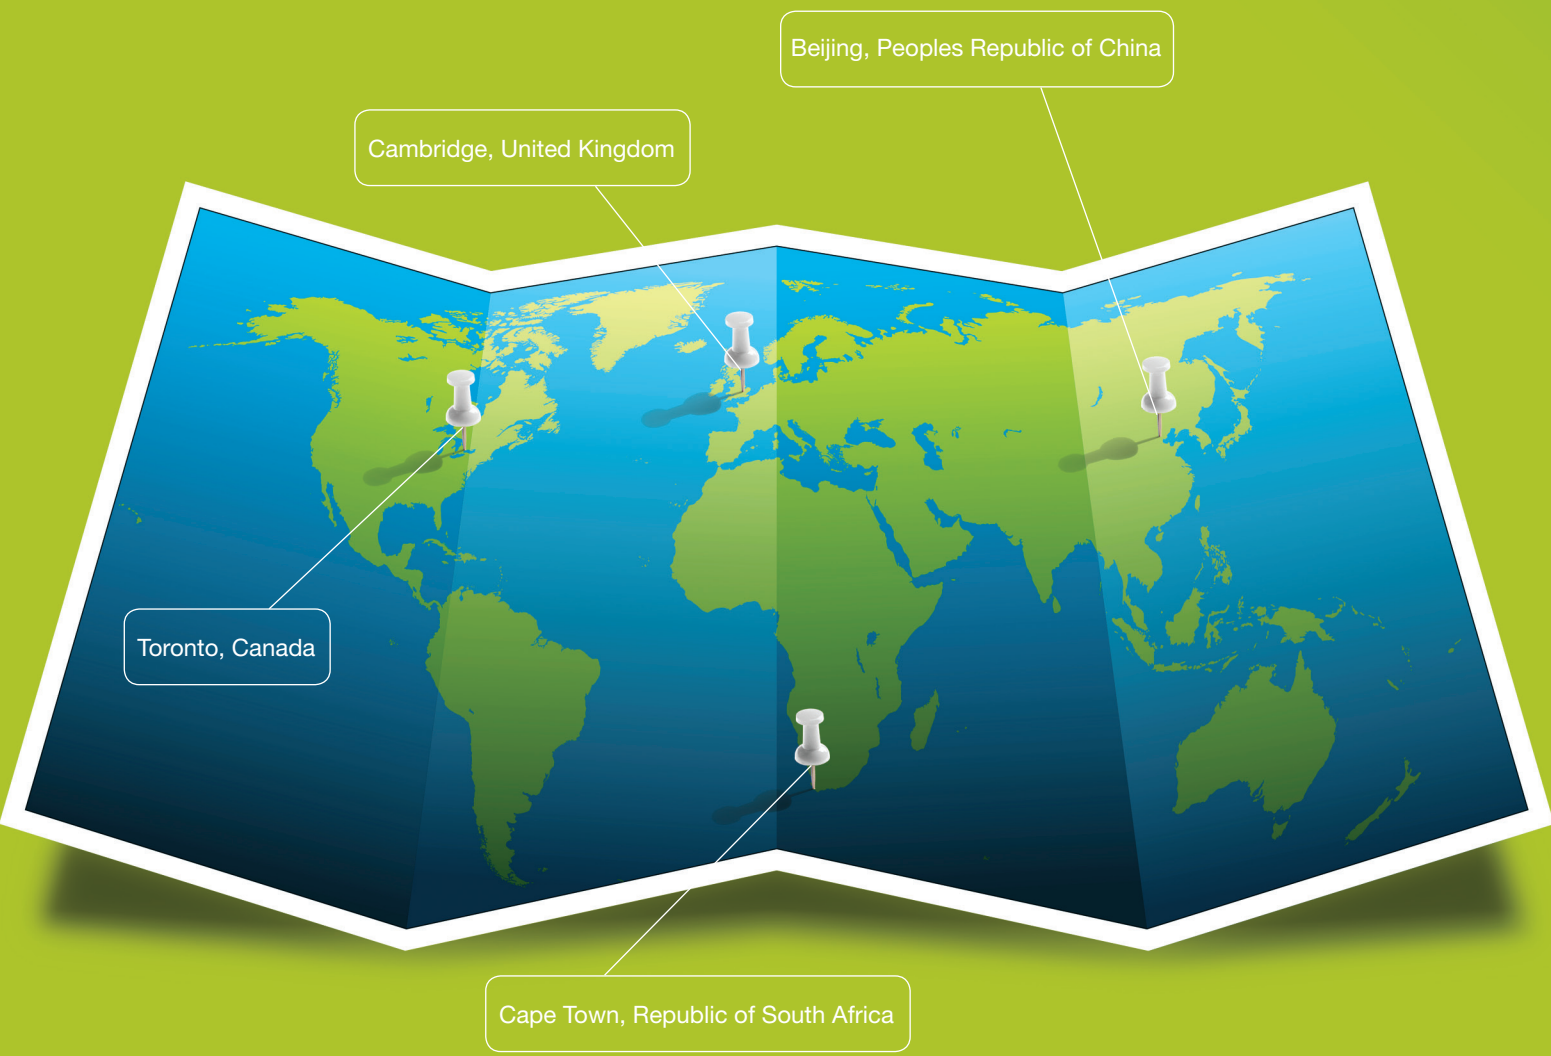 Beijing, Peoples Republic of China
Cambridge, United Kingdom
Toronto, Canada
Cape Town, Republic of South Africa